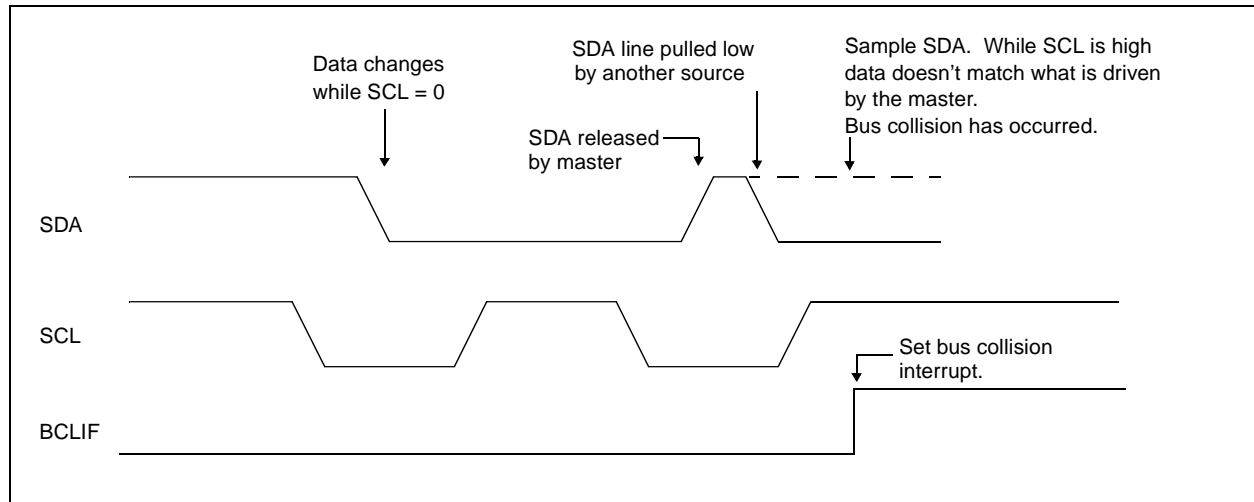 Data changes
while SCL = 0
SDA line pulled low
by another source
Sample SDA.  While SCL is high
data doesn’t match what is driven
by the master.
Bus collision has occurred.
SDA released
by master
SDA
SCL
Set bus collision
interrupt.
BCLIF